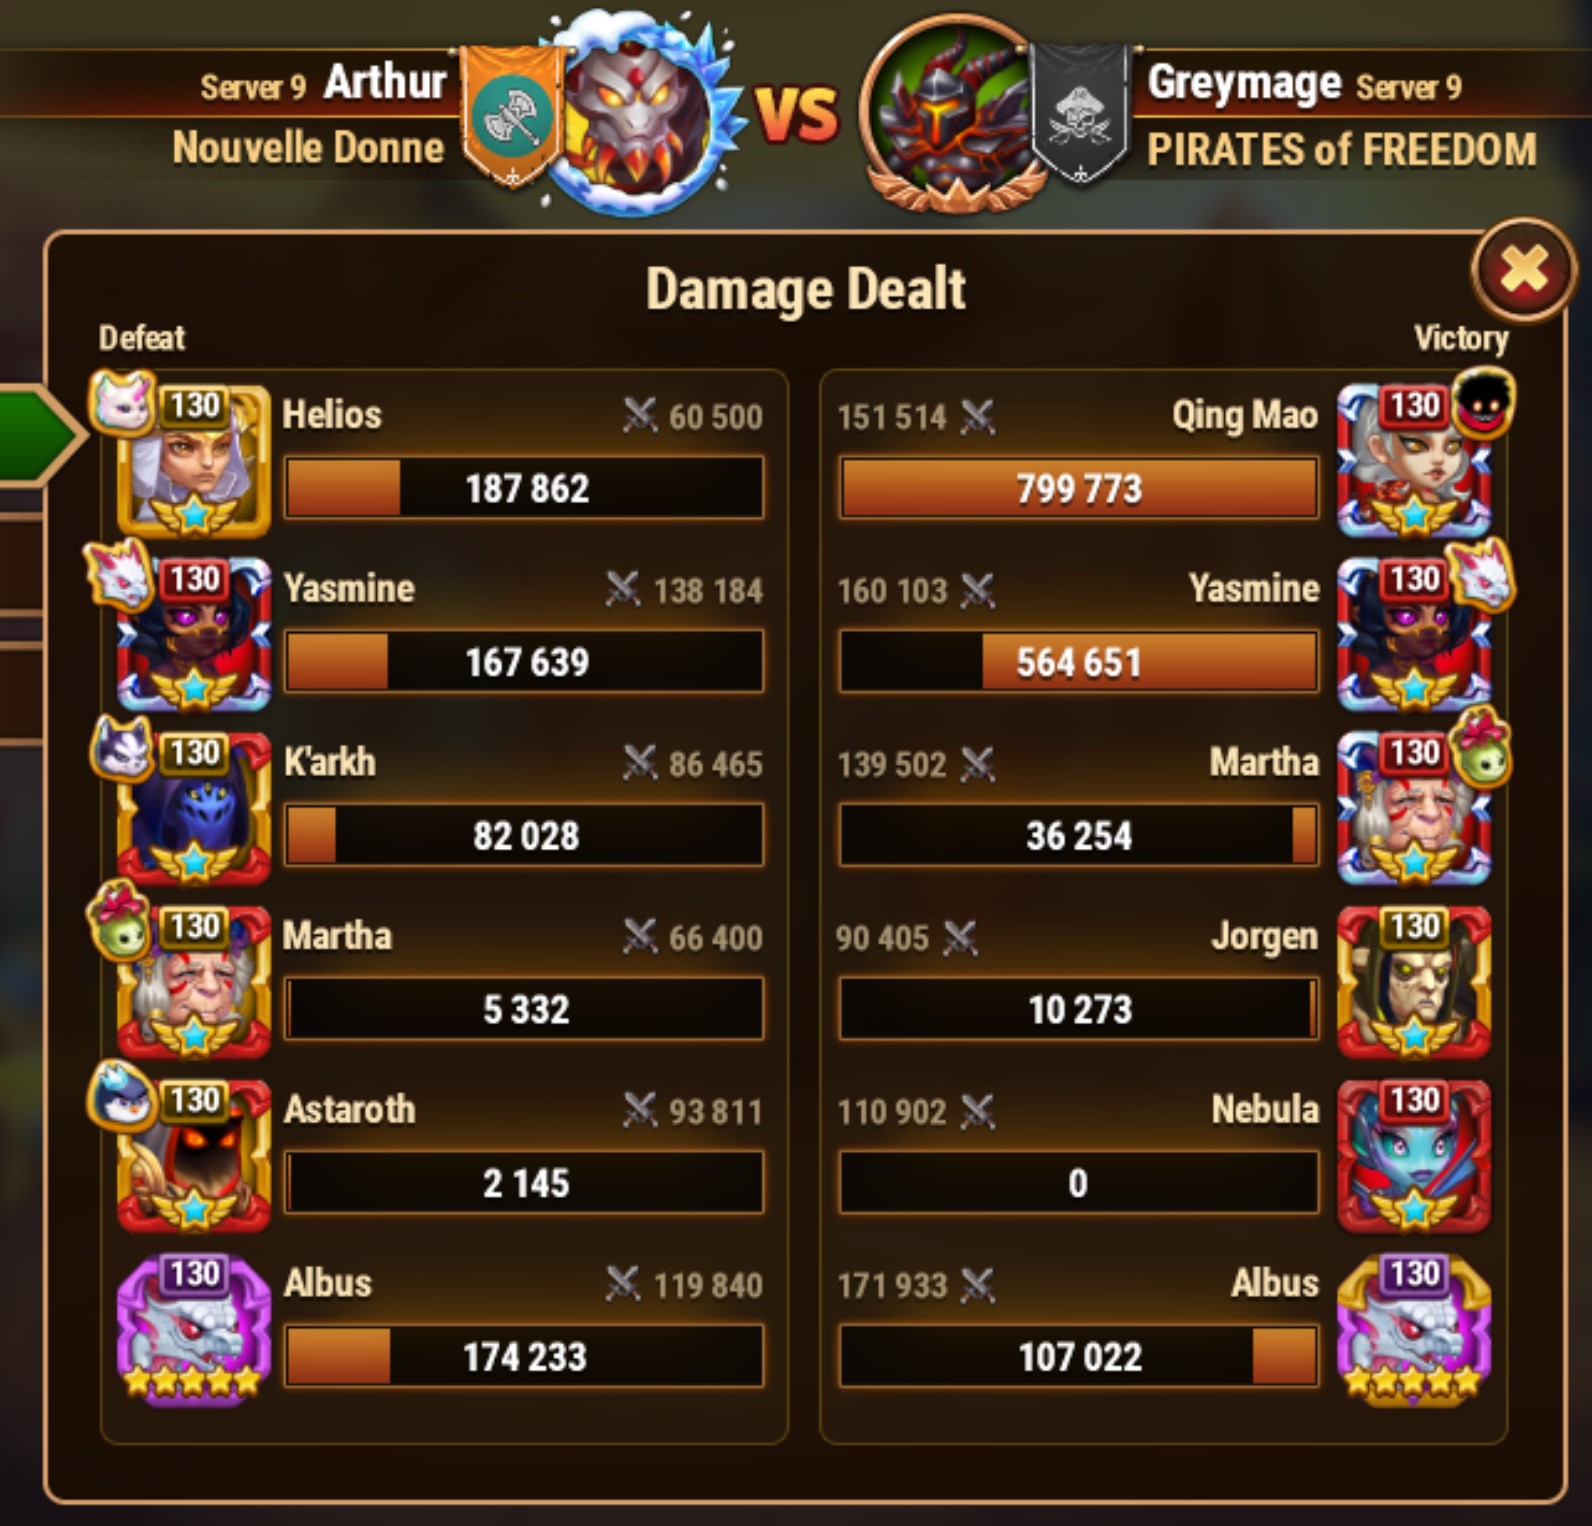 Server 9 Arthur
Nouvelle Donne
VS
Greymage Server 9
PIRATES of FREEDOM
Damage Dealt
Defeat
Victory
130
Helios
60 500
187 862
130
Yasmine
138 184
167 639
130
K'arkh
86 465
82 028
130
Martha
66 400
5 332
130
Astaroth
93 811
2 145
130
Albus
119 840
174 233
151 514
Qing Mao
130
799 773
160 103
Yasmine
130
564 651
139 502
Martha
130
36 254
90 405
Jorgen
130
10 273
110 902
Nebula
130
0
171 933
Albus
130
107 022